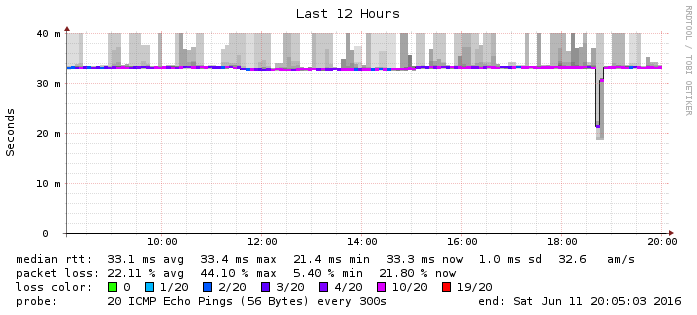 Last 12 Hours
RRDTOOL / TOBI OETIKER
Seconds
40 m
30 m
20 m
10 m
0
10:00 12:00 14:00 16:00 18:00 20:00
median rtt: 33.1 ms avg 33.4 ms max 21.4 ms min 33.3 ms now 1.0 ms sd 32.6 am/s
packet loss: 22.11 % avg 44.10 % max 5.40 % min 21.80 % now
loss color: 0 1/20 2/20 3/20 4/20 10/20 19/20
probe: 20 ICMP Echo Pings (56 Bytes) every 300s end: Sat Jun 11 20:05:03 2016